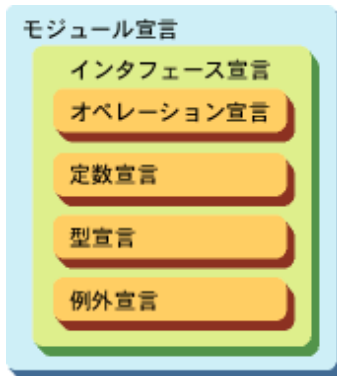 モジュール宣言
インタフェース宣言
オペレーション宣言
定数宣言
型宣言
例外宣言